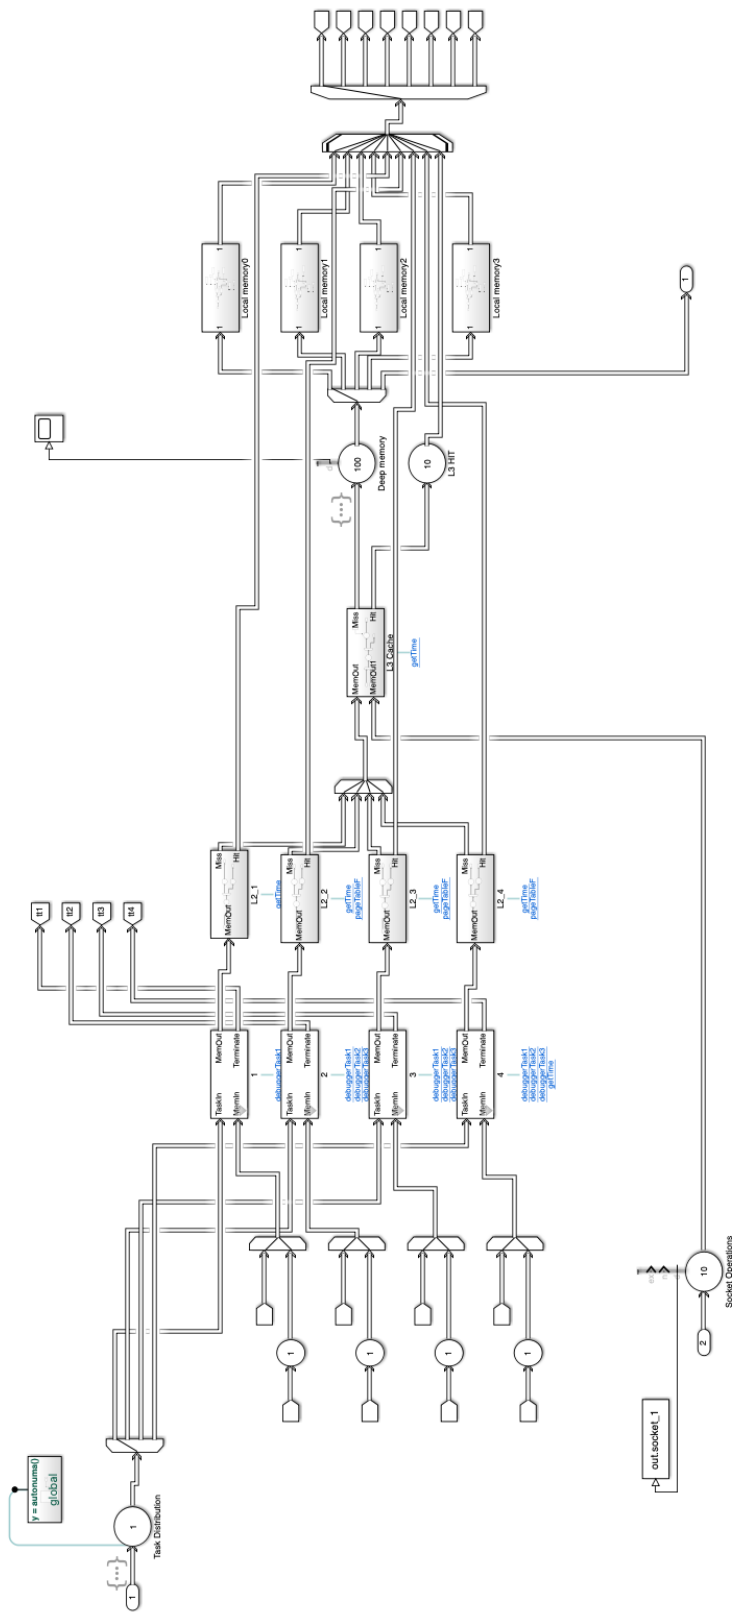 y = autonuma()
global
1
1
Task Distribution
tt1
tt2
tt3
tt4
TaskIn
MemIn
MemOut
Terminate
1
debuggerTask1
MemOut
Miss
Hit
L2_1
getTime
1
1
Local memory0
1
TaskIn
MemIn
MemOut
Terminate
2
debuggerTask1
debuggerTask2
debuggerTask3
MemOut
Miss
Hit
L2_2
getTime
pageTableF
1
1
Local memory1
1
{...}
100
Deep memory
MemOut
MemOut1
Miss
Hit
L3 Cache
getTime
1
1
Local memory2
TaskIn
MemIn
MemOut
Terminate
3
debuggerTask1
debuggerTask2
debuggerTask3
MemOut
Miss
Hit
L2_3
getTime
pageTableF
1
10
L3 HIT
1
1
Local memory3
TaskIn
MemIn
MemOut
Terminate
4
debuggerTask1
debuggerTask2
debuggerTask3
getTime
MemOut
Miss
Hit
L2_4
getTime
pageTableF
1
out.socket_1
2
10
Socket Operations
1